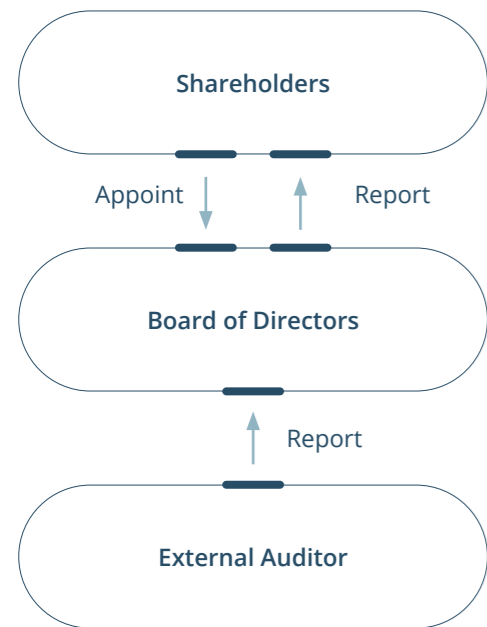 Shareholders
Appoint
Report
Board of Directors
Report
External Auditor